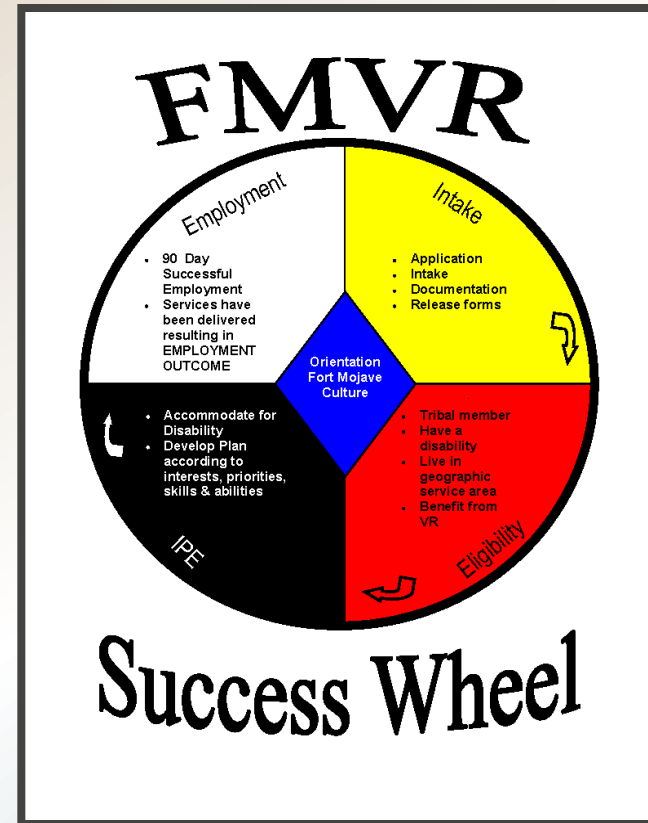 FMVR
Employment
• 90 Day
Successful
Employment
• Services have
been delivered
resulting in
EMPLOYMENT
OUTCOME
Intake
• Application
• Intake
• Documentation
• Release forms
Orientation
Fort Mojave
Culture
• Accommodate for
Disability
• Develop Plan
according to
interests, priorities,
skills & abilities
IPE
• Tribal member
• Have a
disability
• Live in
geographic
service area
• Benefit from
VR
Eligibility
Success Wheel